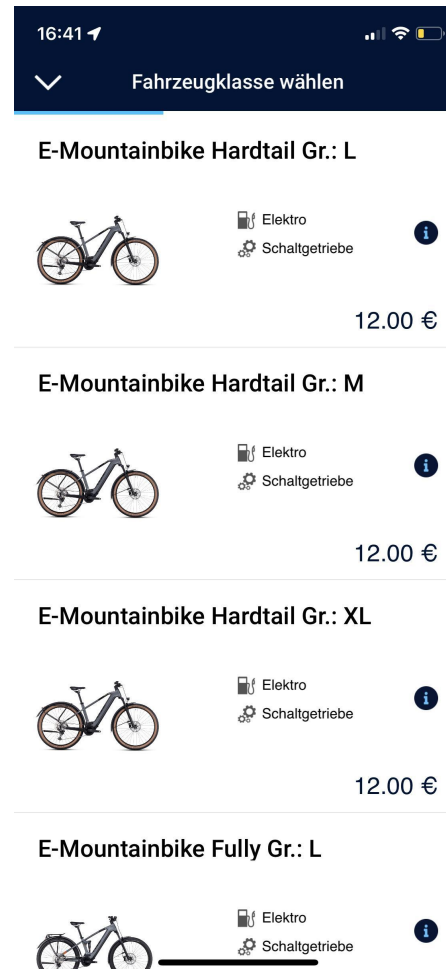 16:41
Fahrzeugklasse wählen
E-Mountainbike Hardtail Gr.: L
Elektro
Schaltgetriebe
12.00 €
E-Mountainbike Hardtail Gr.: M
Elektro
Schaltgetriebe
12.00 €
E-Mountainbike Hardtail Gr.: XL
Elektro
Schaltgetriebe
12.00 €
E-Mountainbike Fully Gr.: L
Elektro
Schaltgetriebe